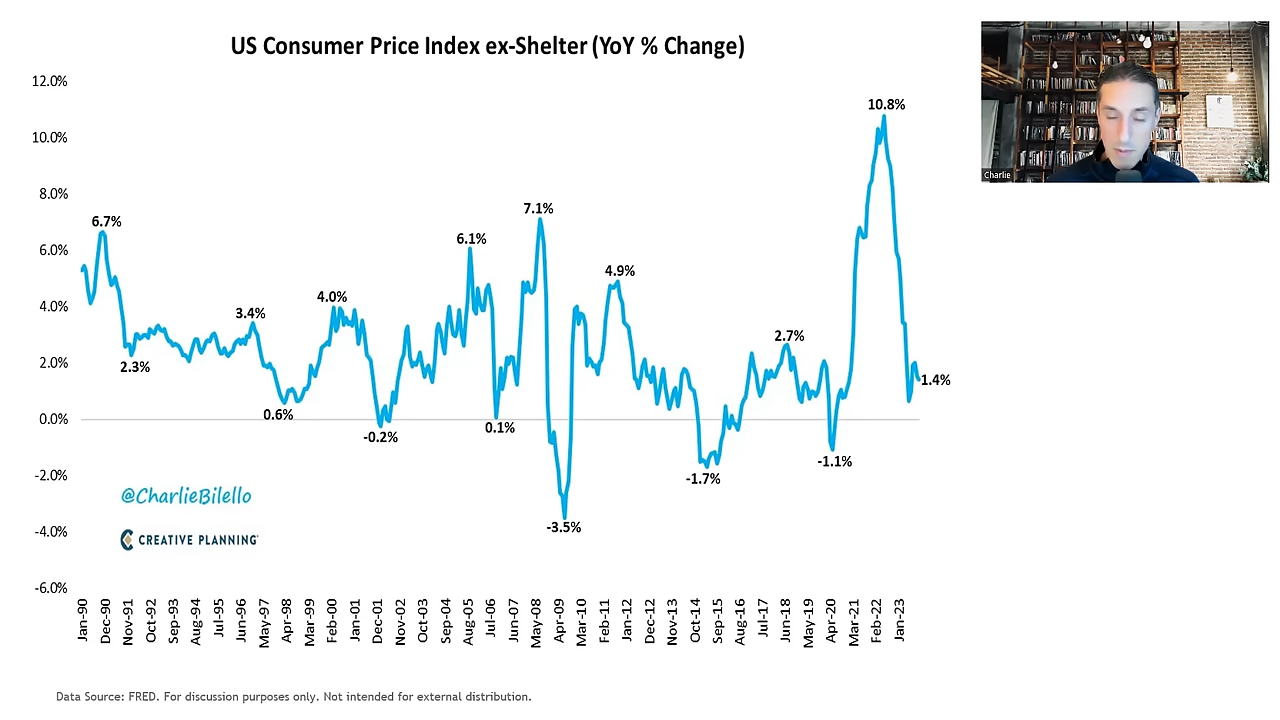 US Consumer Price Index ex-Shelter (YoY % Change)
12.0%
10.0%
8.0%
6.0%
4.0%
2.0%
0.0%
-2.0%
-4.0%
-6.0%
6.7%
2.3%
3.4%
0.6%
4.0%
-0.2%
6.1%
0.1%
7.1%
-3.5%
4.9%
-1.7%
2.7%
-1.1%
10.8%
1.4%
@CharlieBilello
CREATIVE PLANNING
Jan-90
Dec-90
Nov-91
Oct-92
Sep-93
Aug-94
Jul-95
Jun-96
May-97
Apr-98
Mar-99
Feb-00
Jan-01
Dec-01
Nov-02
Oct-03
Sep-04
Aug-05
Jul-06
Jun-07
May-08
Apr-09
Mar-10
Feb-11
Jan-12
Dec-12
Nov-13
Oct-14
Sep-15
Aug-16
Jul-17
Jun-18
May-19
Apr-20
Mar-21
Feb-22
Jan-23
Data Source: FRED. For discussion purposes only. Not intended for external distribution.
Charlie